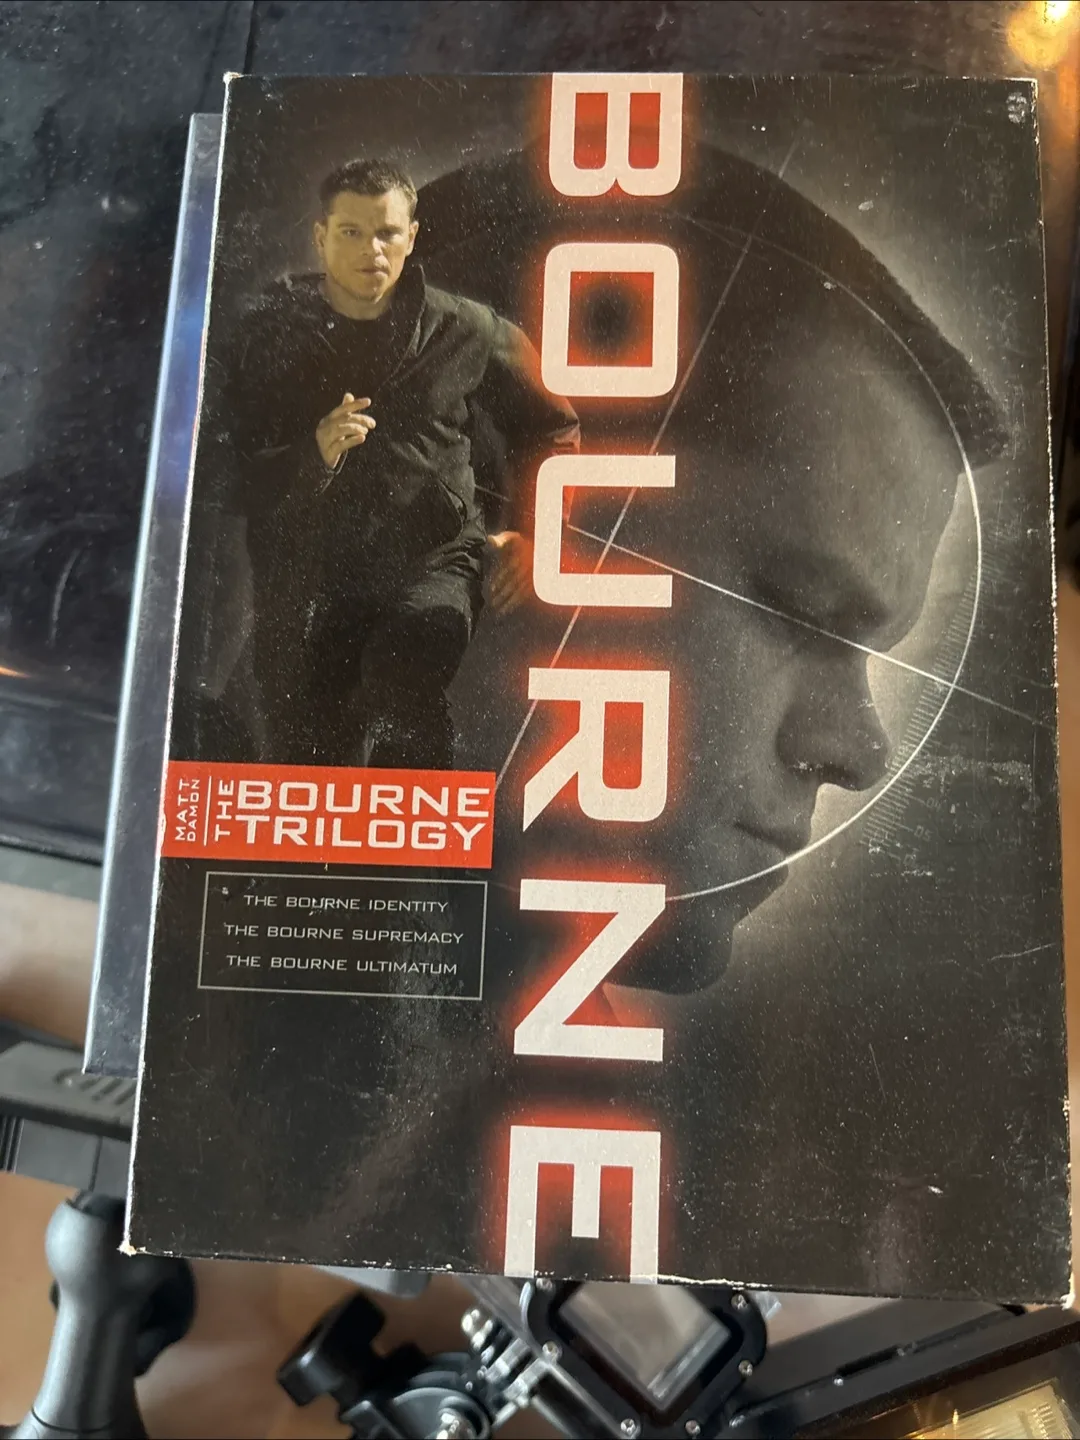 BOURNE
MATT
DAMON
THE
BOURNE
TRILOGY
THE BOURNE IDENTITY
THE BOURNE SUPREMACY
THE BOURNE ULTIMATUM